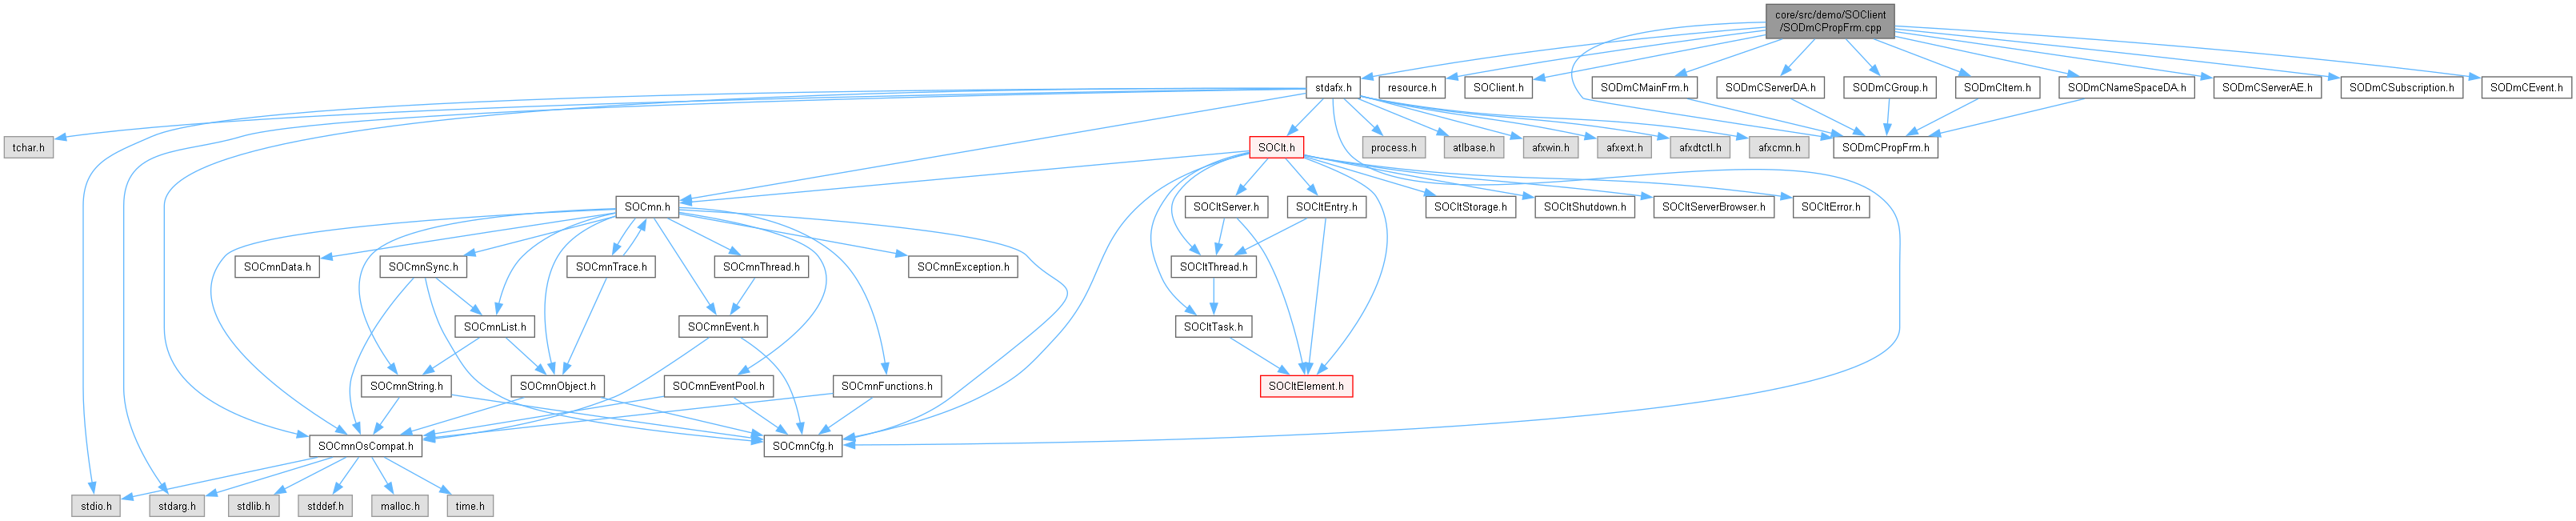 core/src/demo/SOClient
/SODmCPropFrm.cpp
stdafx.h
resource.h
SOClient.h
SODmCMainFrm.h
SODmCServerDA.h
SODmCGroup.h
SODmCItem.h
SODmCNameSpaceDA.h
SODmCServerAE.h
SODmCSubscription.h
SODmCEvent.h
tchar.h
SOClt.h
process.h
atlbase.h
afxwin.h
afxext.h
afxdtctl.h
afxcmn.h
SODmCPropFrm.h
SOCmn.h
SOCltServer.h
SOCltEntry.h
SOCltStorage.h
SOCltShutdown.h
SOCltServerBrowser.h
SOCltError.h
SOCmnData.h
SOCmnSync.h
SOCmnTrace.h
SOCmnThread.h
SOCmnException.h
SOCltThread.h
SOCmnList.h
SOCmnEvent.h
SOCltTask.h
SOCmnString.h
SOCmnObject.h
SOCmnEventPool.h
SOCmnFunctions.h
SOCltElement.h
SOCmnOsCompat.h
SOCmnCfg.h
stdio.h
stdarg.h
stdlib.h
stddef.h
malloc.h
time.h